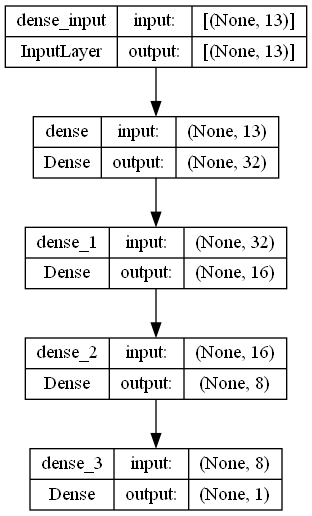 dense_input input: [(None, 13)]
InputLayer output: [(None, 13)]
dense input: (None, 13)
Dense output: (None, 32)
dense_1 input: (None, 32)
Dense output: (None, 16)
dense_2 input: (None, 16)
Dense output: (None, 8)
dense_3 input: (None, 8)
Dense output: (None, 1)